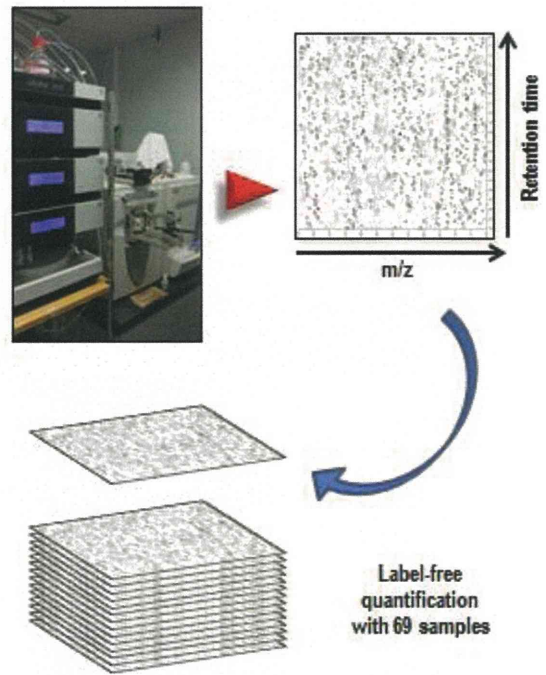 Retention time
m/z
Label-free
quantification
with 69 samples